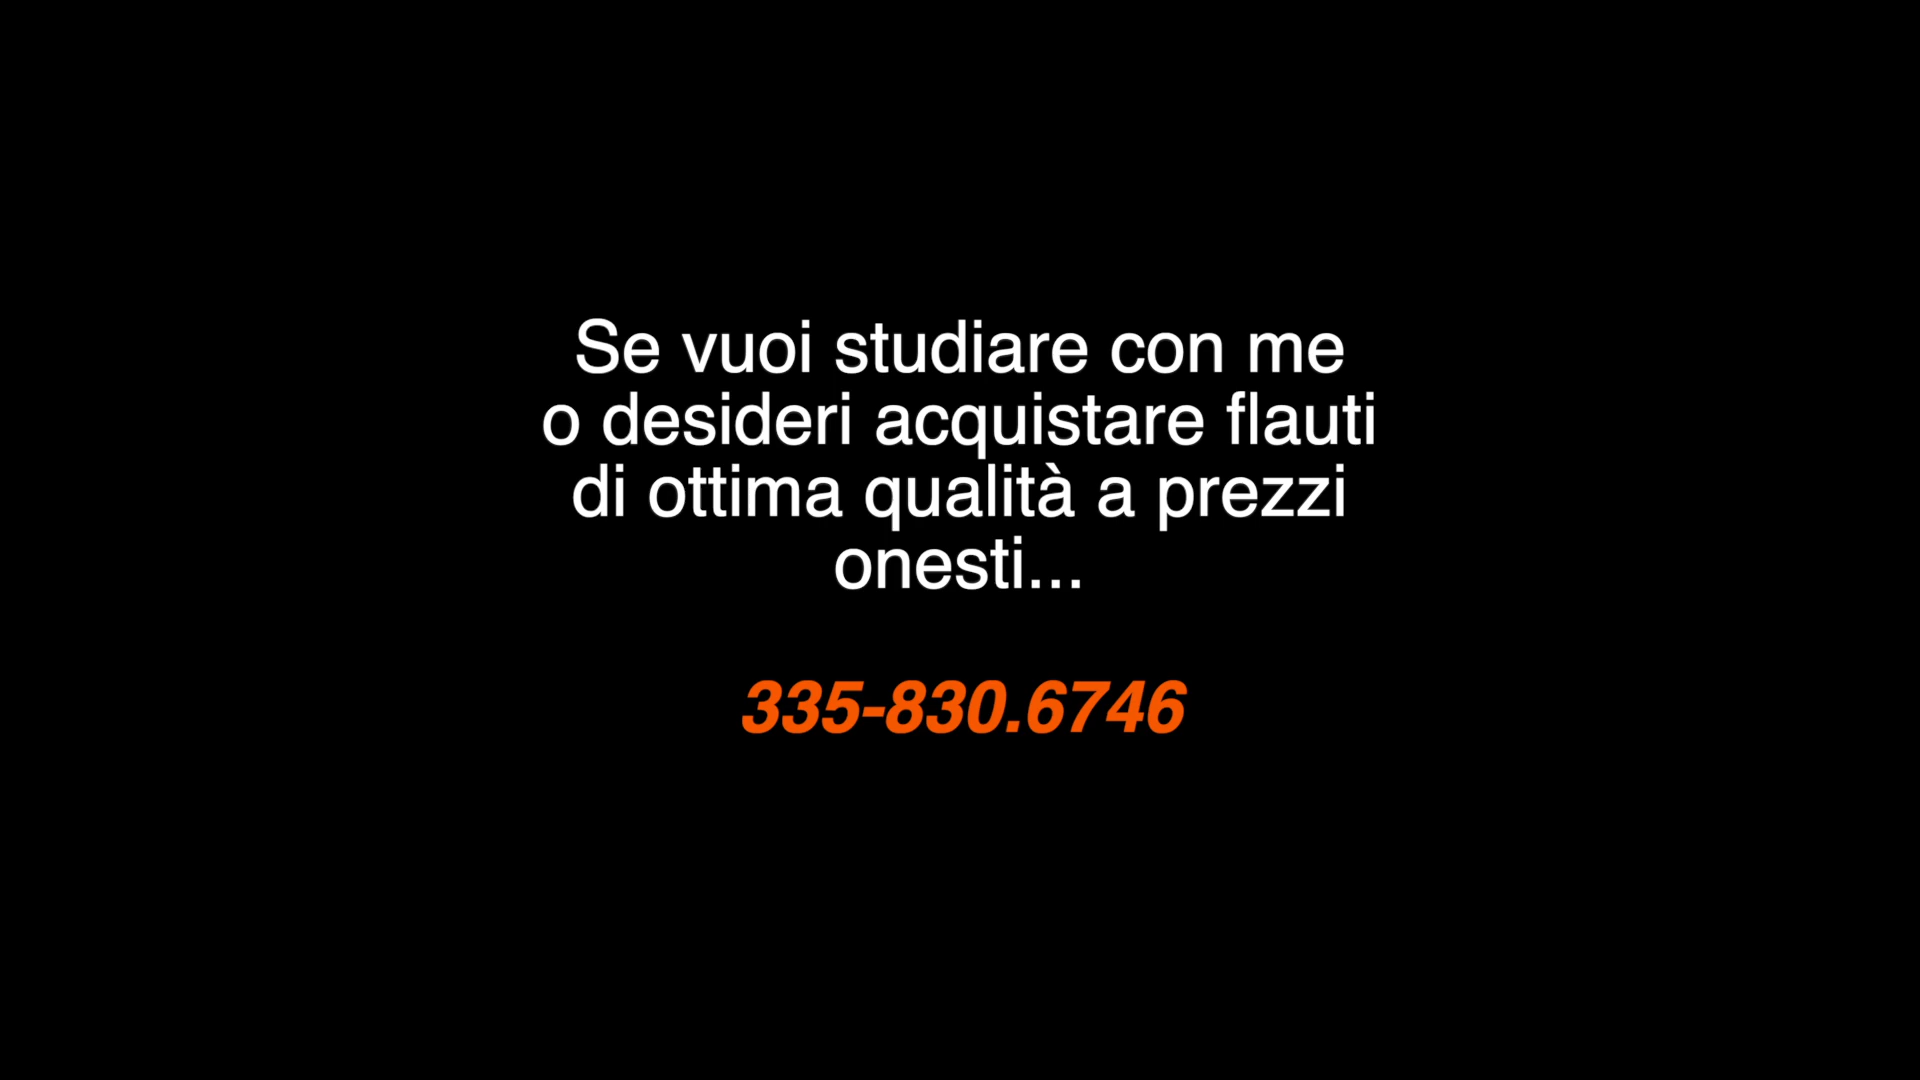 Se vuoi studiare con me
o desideri acquistare flauti
di ottima qualità a prezzi
onesti...
335-830.6746